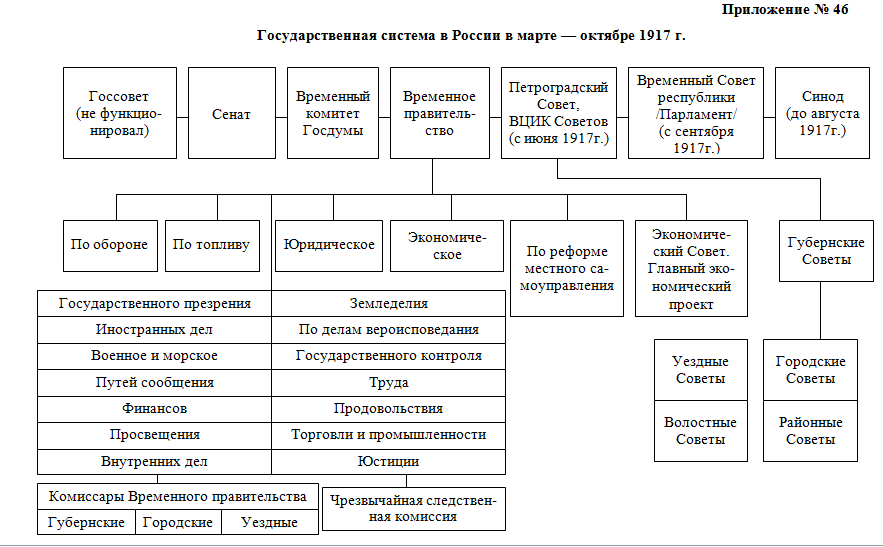 Приложение № 46
Государственная система в России в марте — октябре 1917 г.
Госсовет
(не функцио-
нировал)
Сенат
Временный
комитет
Госдумы
Временное
правитель-
ство
Петроградский
Совет,
ВЦИК Советов
(с июня 1917г.)
Временный Совет
республики
/Парламент/
(с сентября
1917г.)
Синод
(до августа
1917г.)
По обороне
По топливу
Юридическое
Экономиче-
ское
По реформе
местного са-
моуправления
Экономиче-
ский Совет.
Главный эко-
номический
проект
Губернские
Советы
Государственного презрения
Земледелия
Иностранных дел
По делам вероисповедания
Военное и морское
Государственного контроля
Путей сообщения
Труда
Финансов
Продовольствия
Просвещения
Торговли и промышленности
Внутренних дел
Юстиции
Уездные
Советы
Городские
Советы
Волостные
Советы
Районные
Советы
Комиссары Временного правительства
Губернские
Городские
Уездные
Чрезвычайная следствен-
ная комиссия